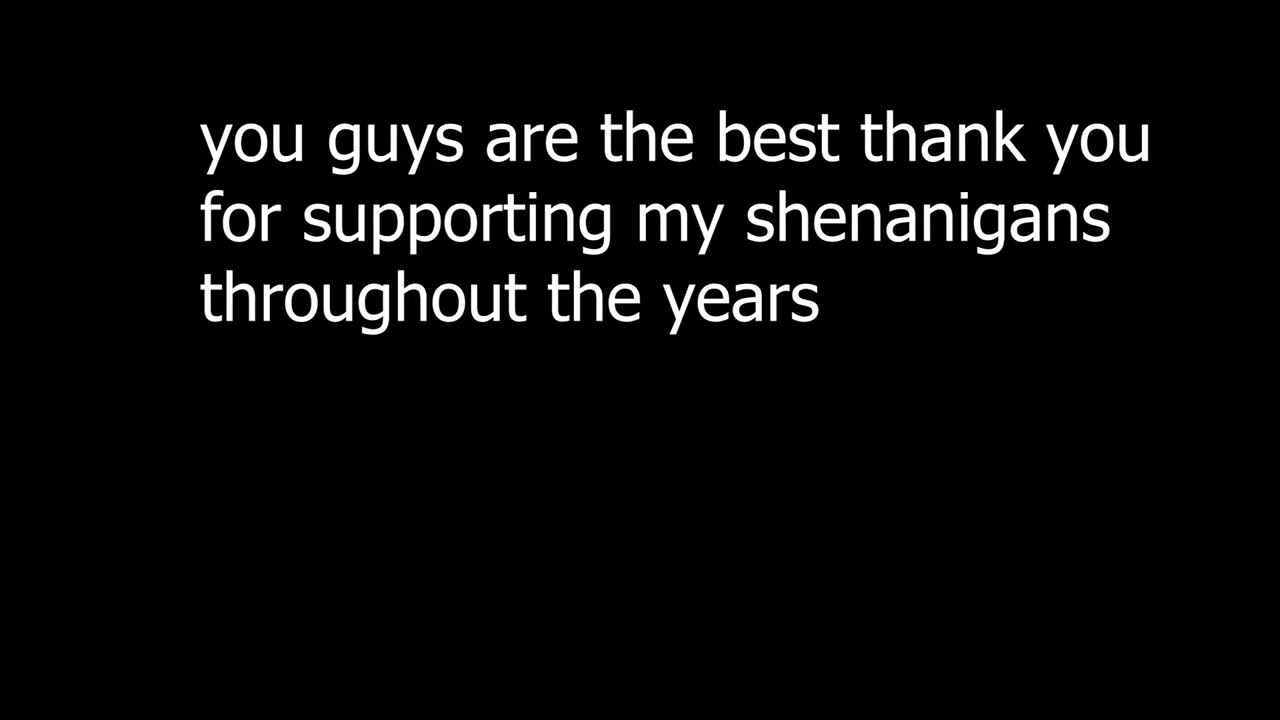 you guys are the best thank you
for supporting my shenanigans
throughout the years